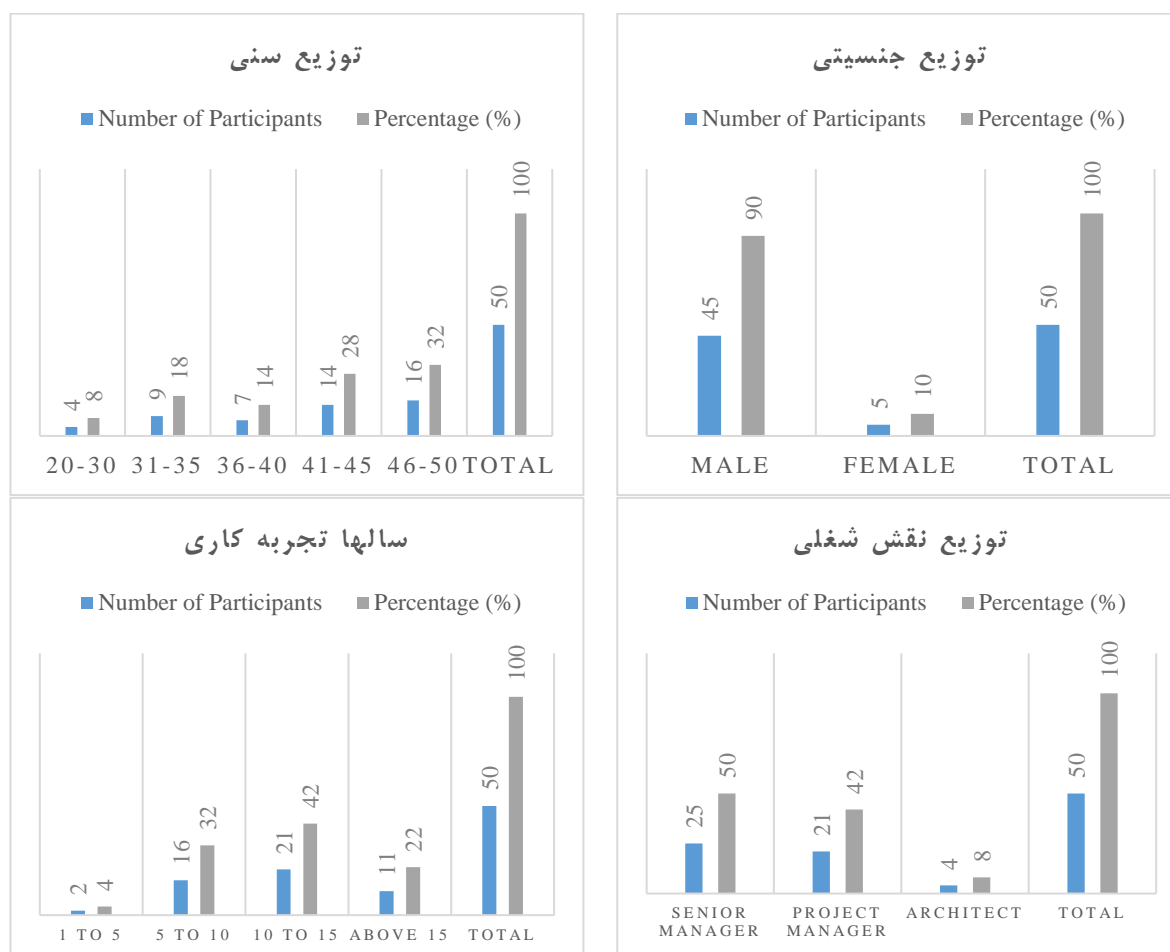 توزیع سنی
Number of Participants Percentage (%)
4 8 9 18 7 14 14 28 16 32 50 100
20-30 31-35 36-40 41-45 46-50 TOTAL
توزیع جنسیتی
Number of Participants Percentage (%)
45 90 5 10 50 100
MALE FEMALE TOTAL
سالها تجربه کاری
Number of Participants Percentage (%)
2 4 16 32 21 42 11 22 50 100
1 TO 5 5 TO 10 10 TO 15 ABOVE 15 TOTAL
توزیع نقش شغلی
Number of Participants Percentage (%)
25 50 21 42 4 8 50 100
SENIOR PROJECT ARCHITECT TOTAL
MANAGER MANAGER